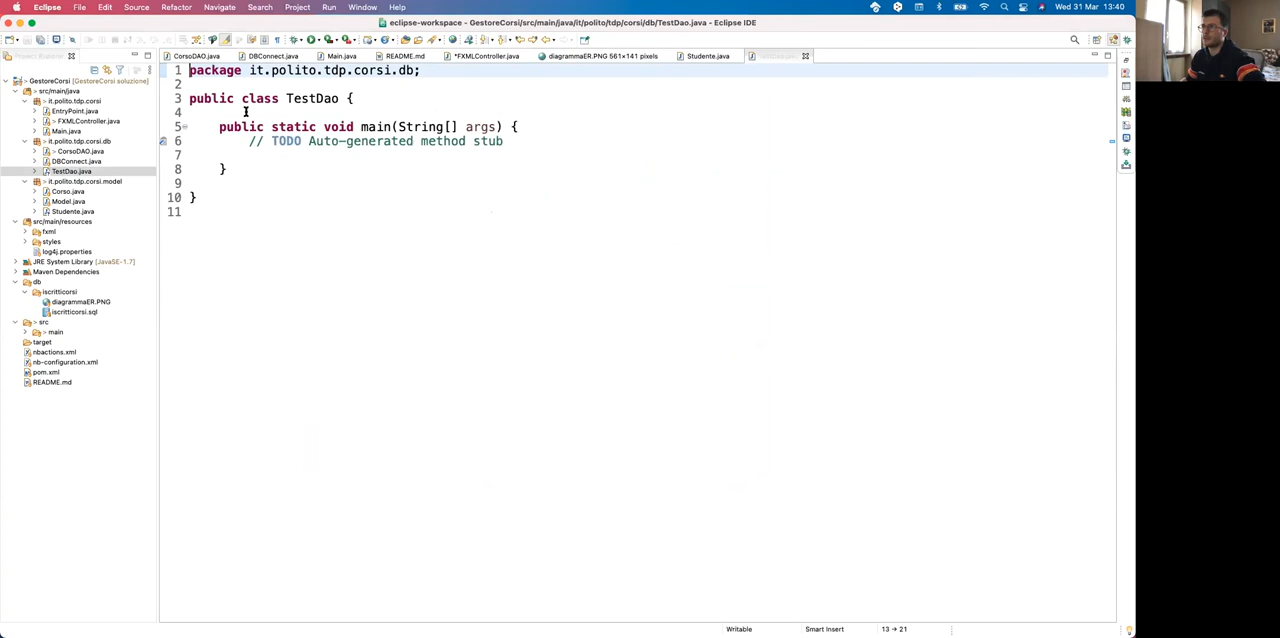 Eclipse File Edit Source Refactor Navigate Search Project Run Window Help Wed 31 Mar 13:40
eclipse-workspace - GestoreCorsi/src/main/java/it/polito/tdp/corsi/db/TestDao.java - Eclipse IDE
CorsoDAO.java DBConnect.java Main.java README.md *FXMLController.java diagrammaER.PNG 561×141 pixels Studente.java
GestoreCorsi [GestoreCorsi soluzione]
src/main/java
it.polito.tdp.corsi
EntryPoint.java
> FXMLController.java
Main.java
it.polito.tdp.corsi.db
> CorsoDAO.java
DBConnect.java
TestDao.java
it.polito.tdp.corsi.model
Corso.java
Model.java
Studente.java
src/main/resources
fxml
styles
log4j.properties
JRE System Library [JavaSE-1.7]
Maven Dependencies
db
iscritticorsi
diagrammaER.PNG
iscritticorsi.sql
> src
> main
target
nbactions.xml
nb-configuration.xml
pom.xml
README.md
1 package it.polito.tdp.corsi.db;
2
3 public class TestDao {
4
5 public static void main(String[] args) {
6 // TODO Auto-generated method stub
7
8 }
9
10 }
11
Writable Smart Insert 13 → 21